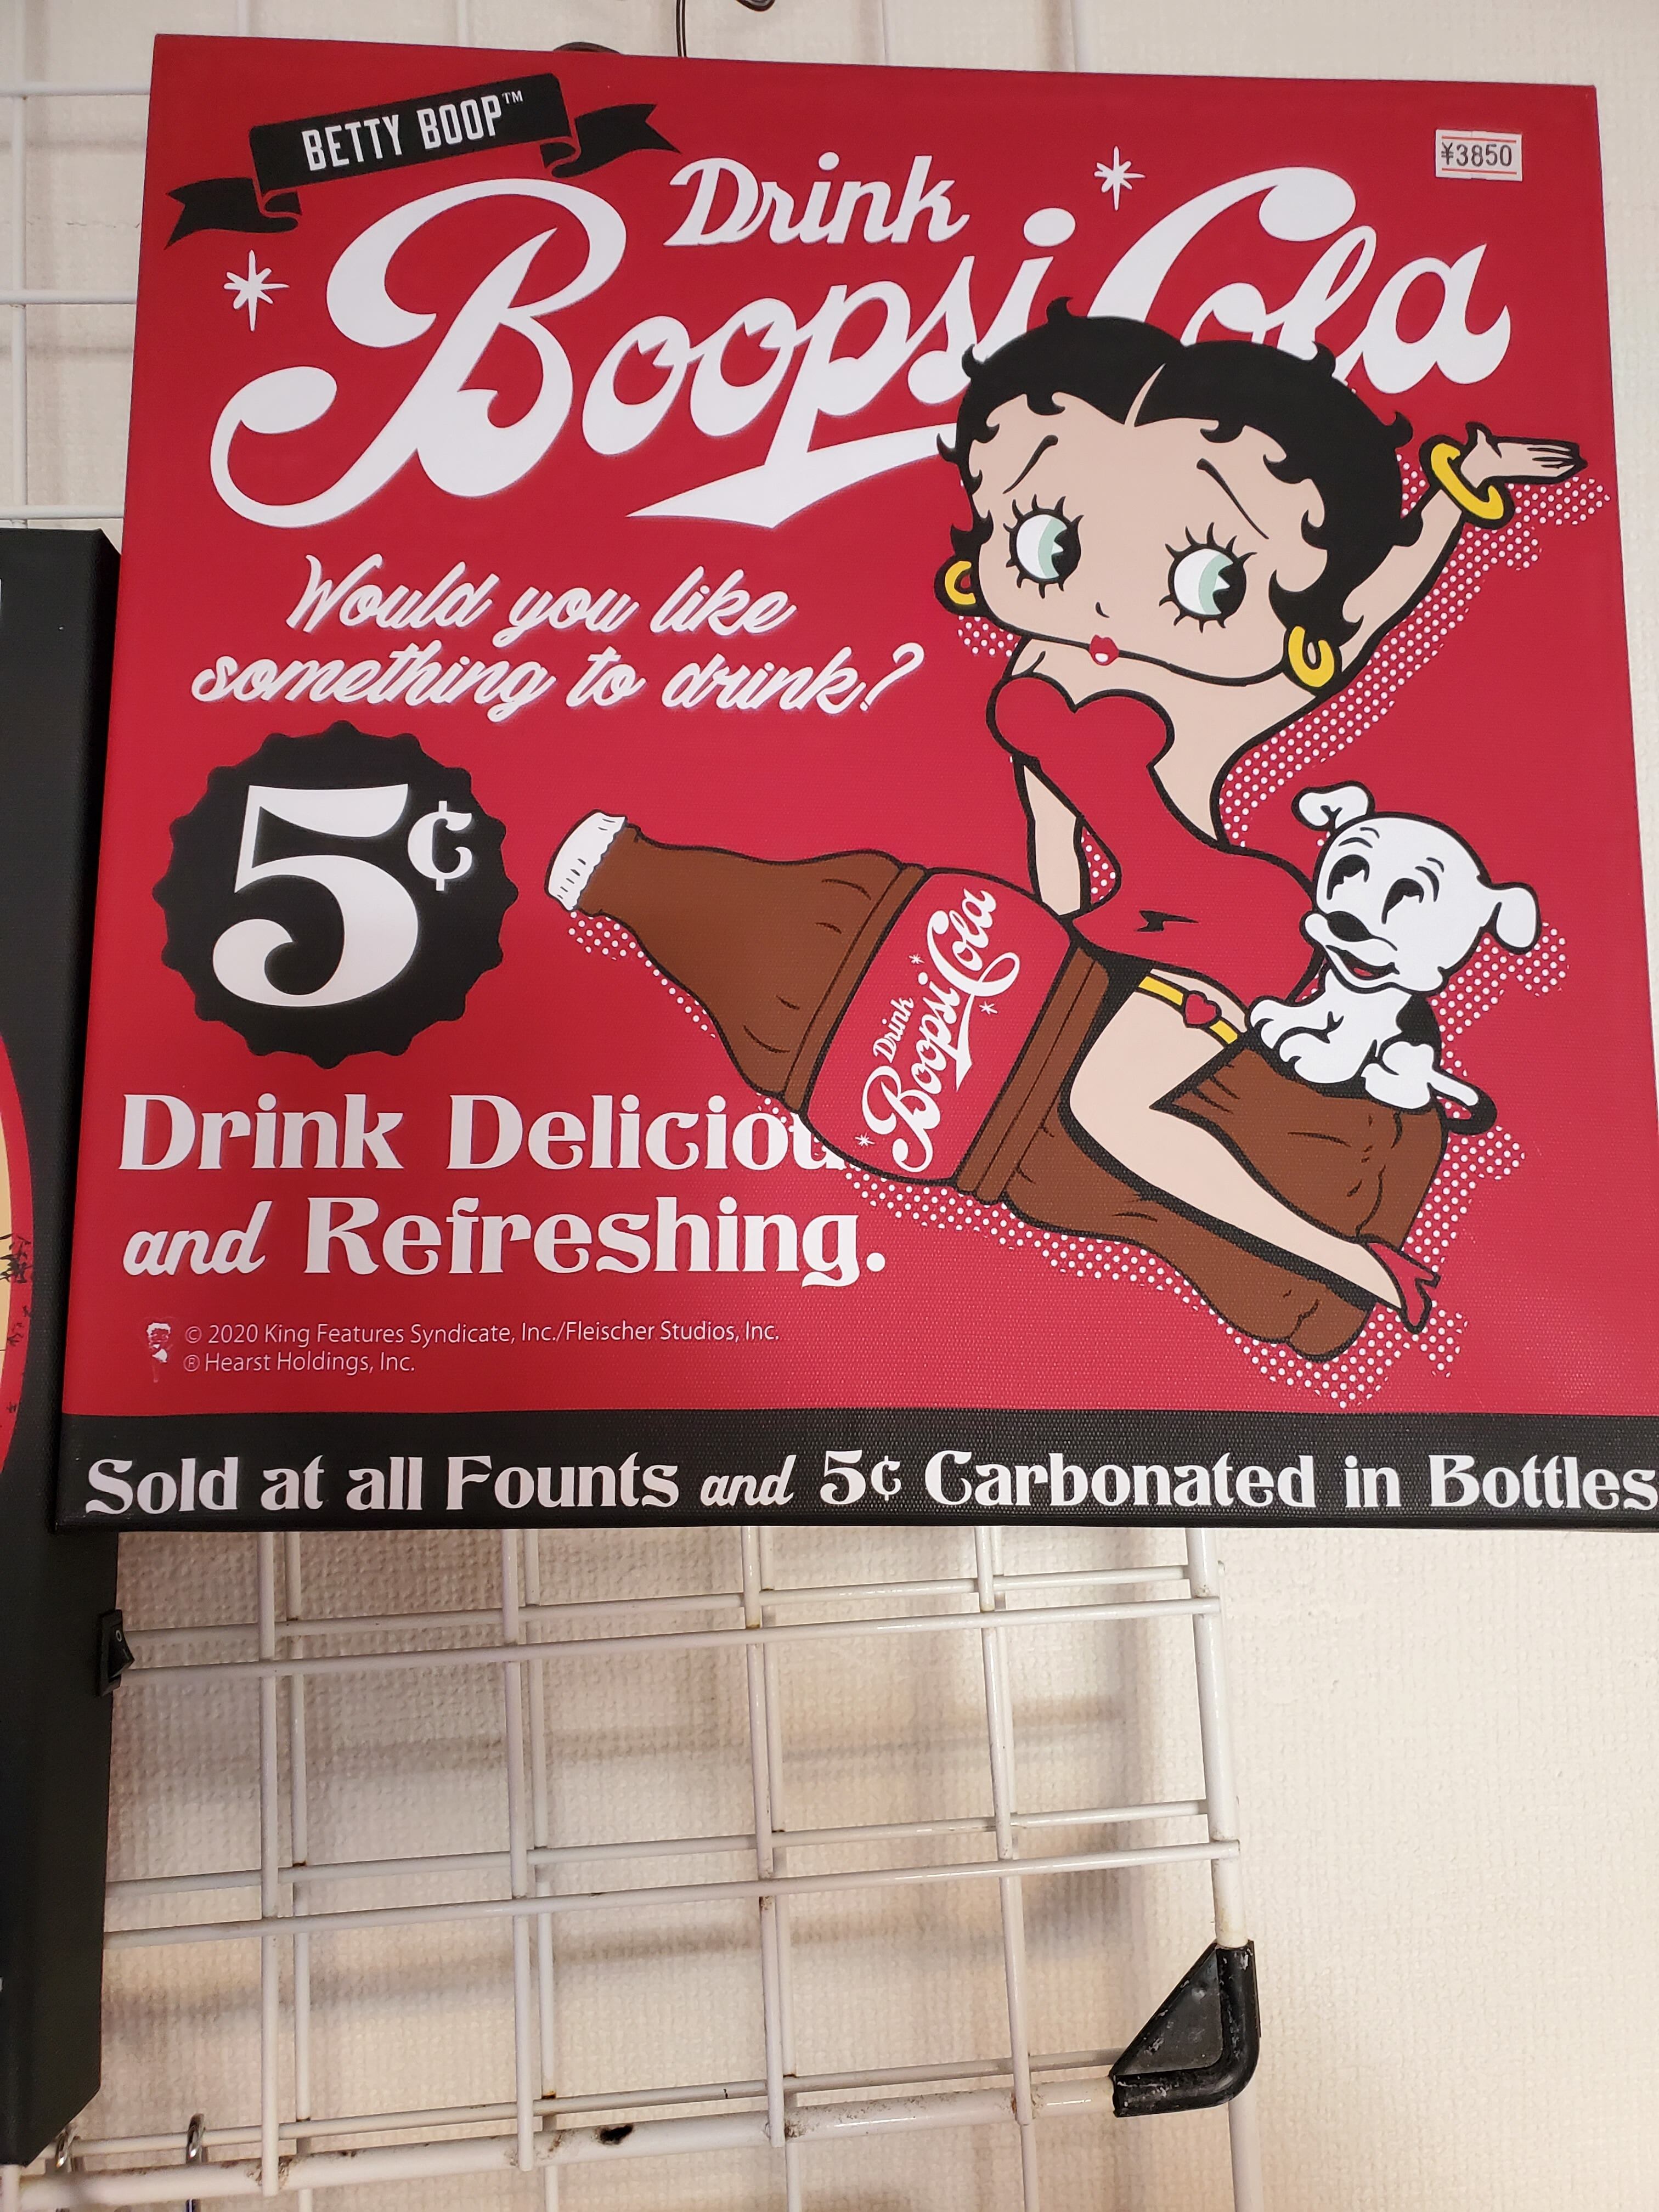 BETTY BOOP™
¥3850
Drink
Boopsi Cola
Would you like
something to drink?
5¢
Drink
Boopsi Cola
Drink Deliciou
and Refreshing.
© 2020 King Features Syndicate, Inc./Fleischer Studios, Inc.
® Hearst Holdings, Inc.
Sold at all Founts and 5¢ Carbonated in Bottles